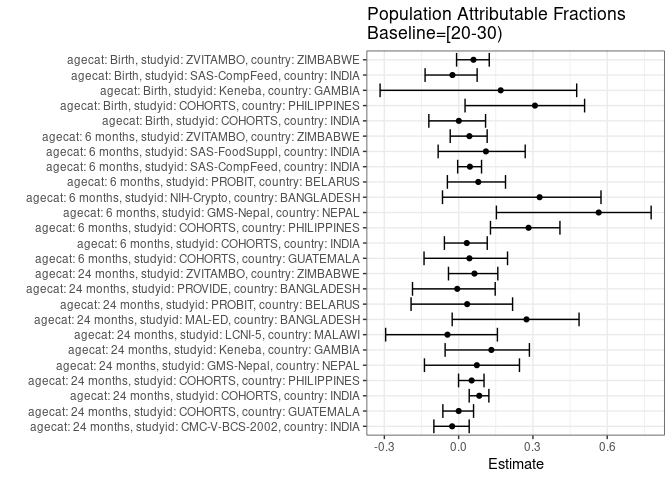 Population Attributable Fractions
Baseline=[20-30)
agecat: Birth, studyid: ZVITAMBO, country: ZIMBABWE
agecat: Birth, studyid: SAS-CompFeed, country: INDIA
agecat: Birth, studyid: Keneba, country: GAMBIA
agecat: Birth, studyid: COHORTS, country: PHILIPPINES
agecat: Birth, studyid: COHORTS, country: INDIA
agecat: 6 months, studyid: ZVITAMBO, country: ZIMBABWE
agecat: 6 months, studyid: SAS-FoodSuppl, country: INDIA
agecat: 6 months, studyid: SAS-CompFeed, country: INDIA
agecat: 6 months, studyid: PROBIT, country: BELARUS
agecat: 6 months, studyid: NIH-Crypto, country: BANGLADESH
agecat: 6 months, studyid: GMS-Nepal, country: NEPAL
agecat: 6 months, studyid: COHORTS, country: PHILIPPINES
agecat: 6 months, studyid: COHORTS, country: INDIA
agecat: 6 months, studyid: COHORTS, country: GUATEMALA
agecat: 24 months, studyid: ZVITAMBO, country: ZIMBABWE
agecat: 24 months, studyid: PROVIDE, country: BANGLADESH
agecat: 24 months, studyid: PROBIT, country: BELARUS
agecat: 24 months, studyid: MAL-ED, country: BANGLADESH
agecat: 24 months, studyid: LCNI-5, country: MALAWI
agecat: 24 months, studyid: Keneba, country: GAMBIA
agecat: 24 months, studyid: GMS-Nepal, country: NEPAL
agecat: 24 months, studyid: COHORTS, country: PHILIPPINES
agecat: 24 months, studyid: COHORTS, country: INDIA
agecat: 24 months, studyid: COHORTS, country: GUATEMALA
agecat: 24 months, studyid: CMC-V-BCS-2002, country: INDIA
-0.3 0.0 0.3 0.6
Estimate